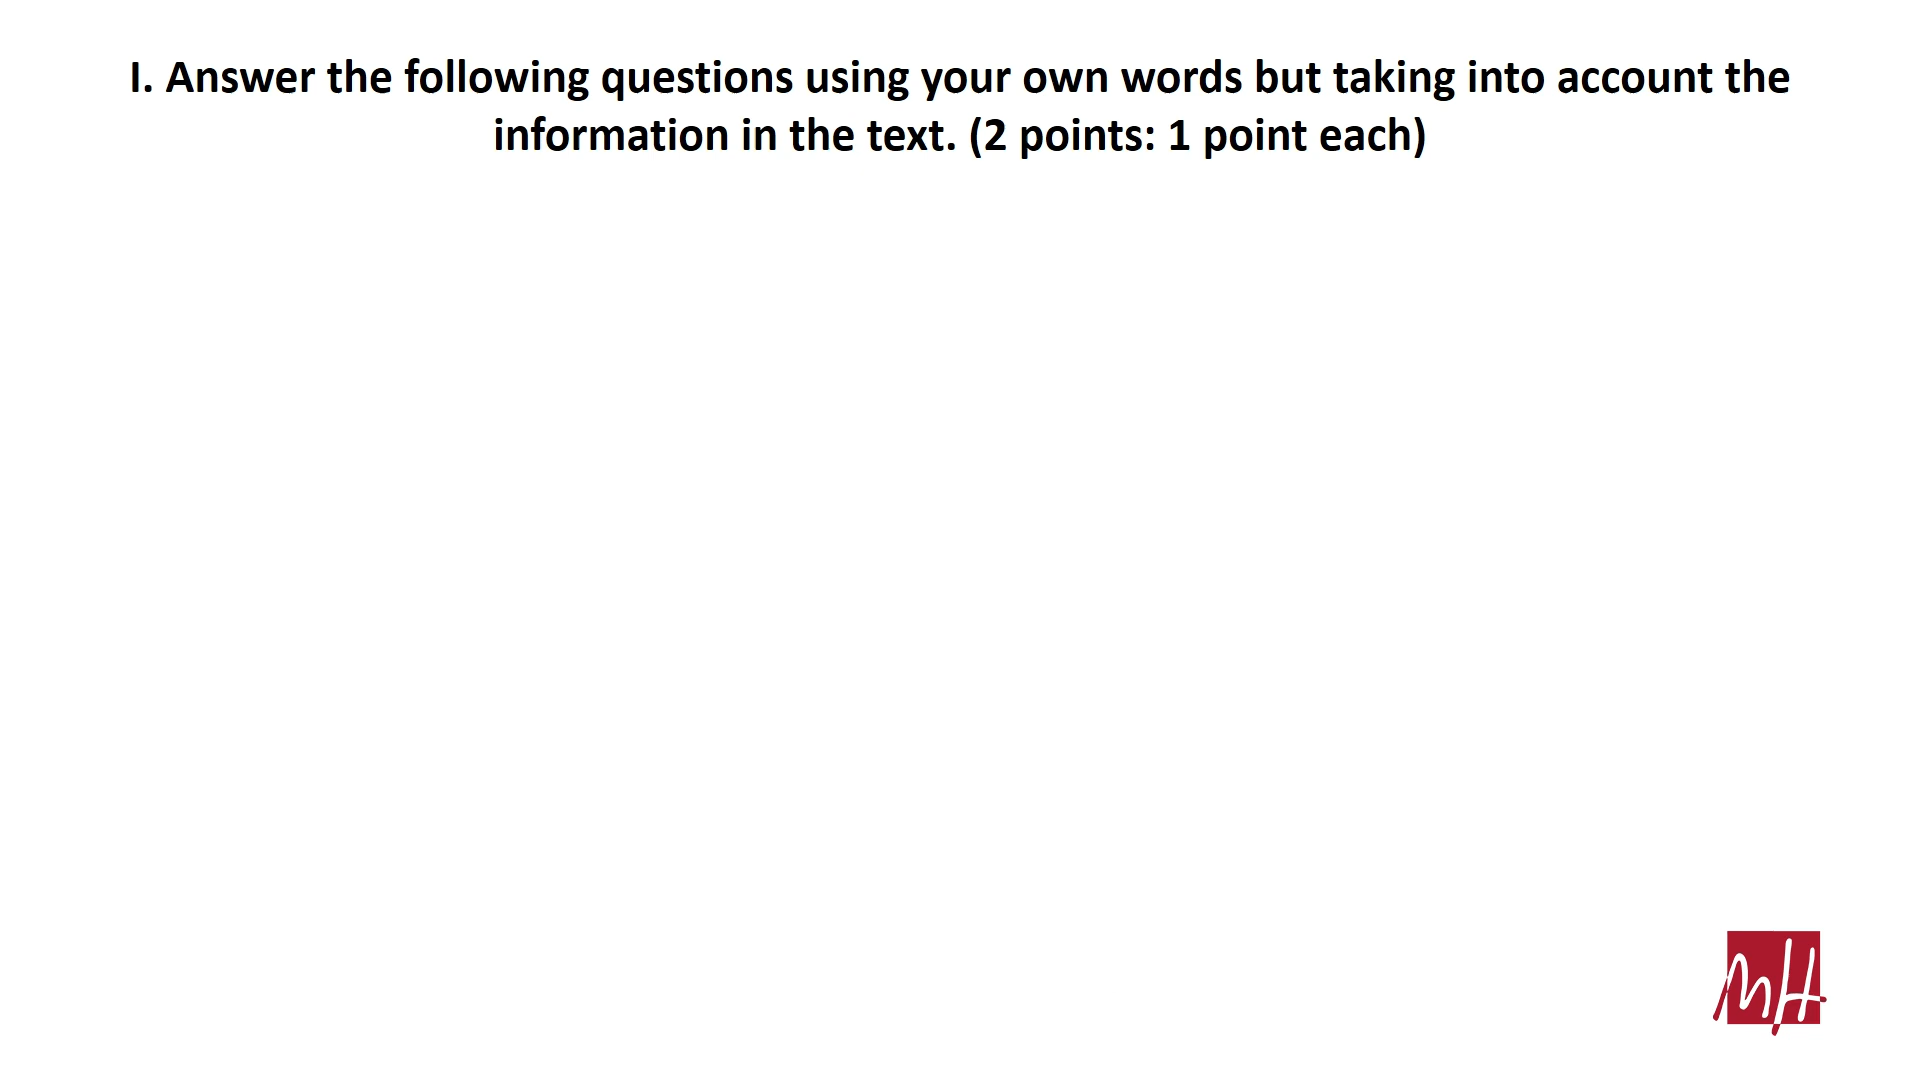 I. Answer the following questions using your own words but taking into account the
information in the text. (2 points: 1 point each)
MH